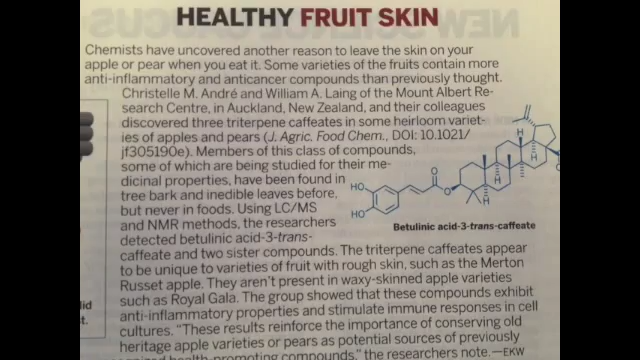 HEALTHY FRUIT SKIN
Chemists have uncovered another reason to leave the skin on your
apple or pear when you eat it. Some varieties of the fruits contain more
anti-inflammatory and anticancer compounds than previously thought.
Christelle M. André and William A. Laing of the Mount Albert Re-
search Centre, in Auckland, New Zealand, and their colleagues
discovered three triterpene caffeates in some heirloom variet-
ies of apples and pears (J. Agric. Food Chem., DOI: 10.1021/
jf305190e). Members of this class of compounds,
some of which are being studied for their me-
dicinal properties, have been found in
tree bark and inedible leaves before,
but never in foods. Using LC/MS
and NMR methods, the researchers
detected betulinic acid-3-trans-
caffeate and two sister compounds. The triterpene caffeates appear
to be unique to varieties of fruit with rough skin, such as the Merton
Russet apple. They aren't present in waxy-skinned apple varieties
such as Royal Gala. The group showed that these compounds exhibit
anti-inflammatory properties and stimulate immune responses in cell
cultures. "These results reinforce the importance of conserving old
heritage apple varieties or pears as potential sources of previously
health-promoting compounds," the researchers note.—EKW
HO
HO
O
O
H
H
H
H
Betulinic acid-3-trans-caffeate